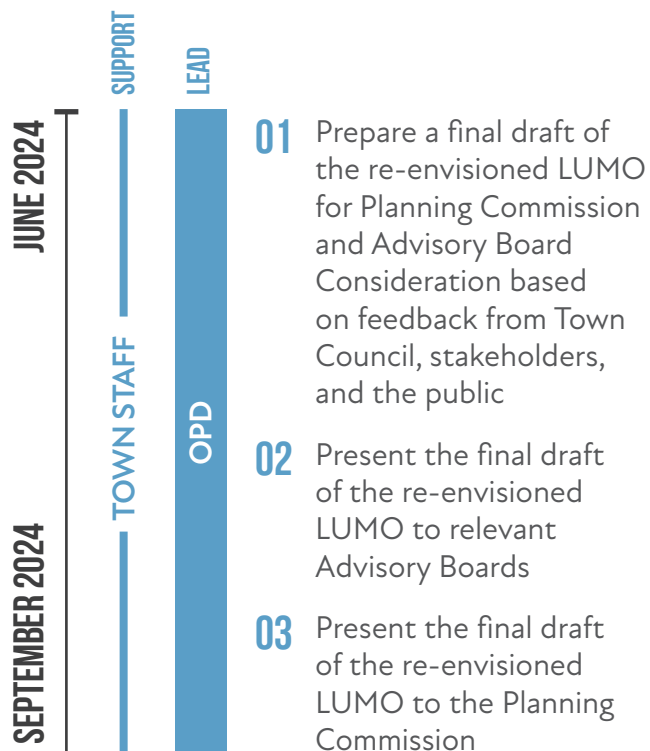 SUPPORT
LEAD
JUNE 2024
SEPTEMBER 2024
TOWN STAFF
OPD
01 Prepare a final draft of
the re-envisioned LUMO
for Planning Commission
and Advisory Board
Consideration based
on feedback from Town
Council, stakeholders,
and the public
02 Present the final draft
of the re-envisioned
LUMO to relevant
Advisory Boards
03 Present the final draft
of the re-envisioned
LUMO to the Planning
Commission